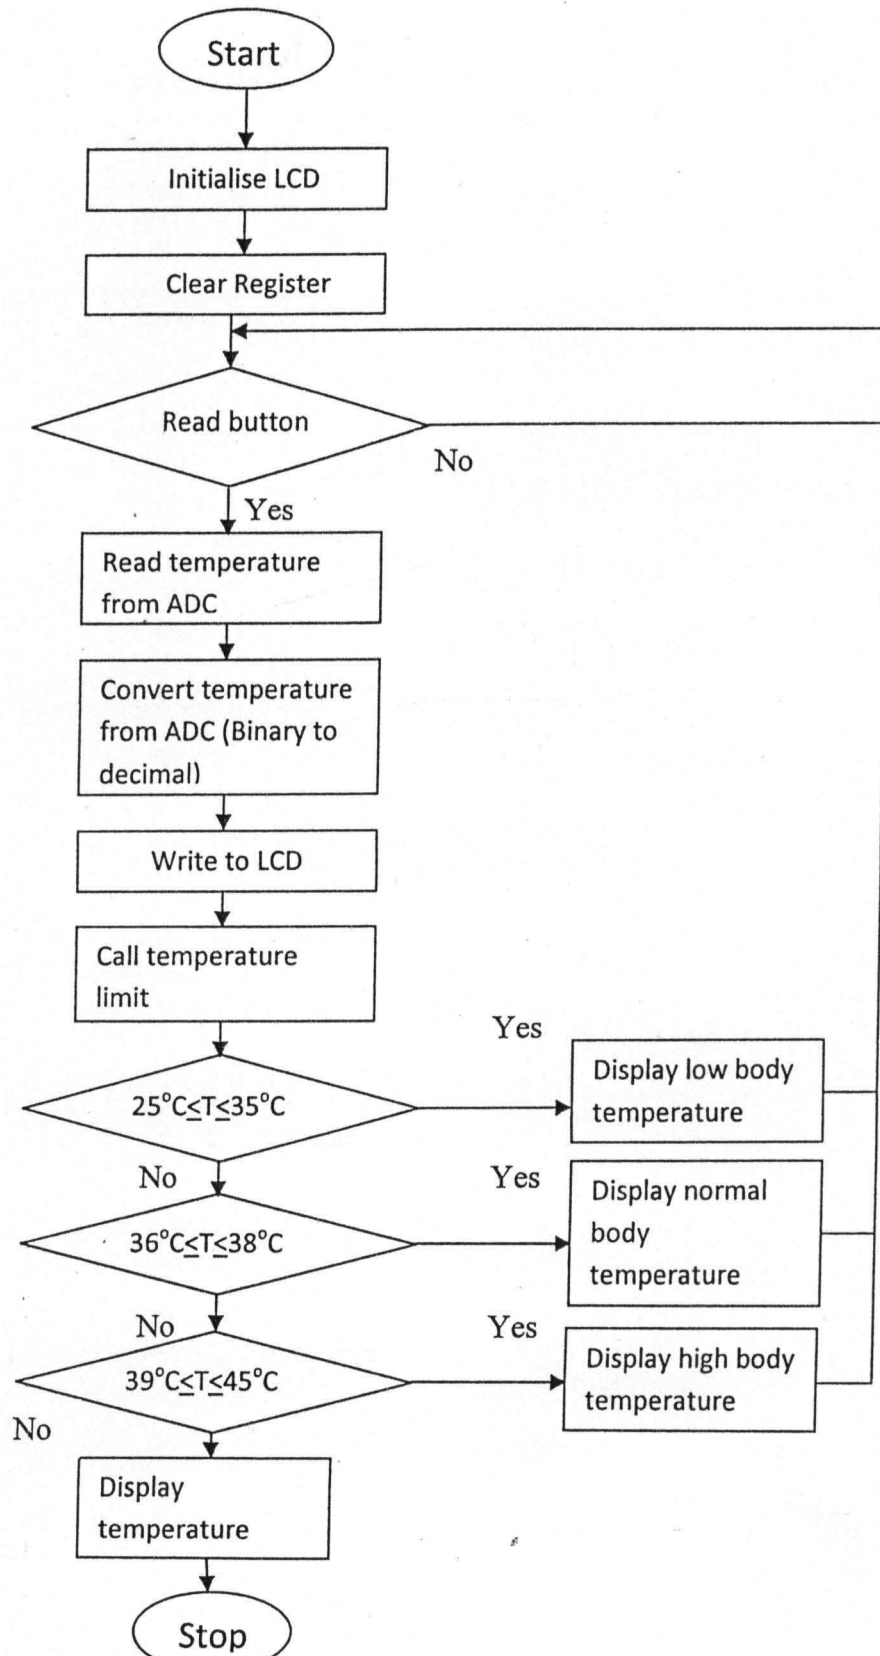 Start
Initialise LCD
Clear Register
Read button
No
Yes
Read temperature
from ADC
Convert temperature
from ADC (Binary to
decimal)
Write to LCD
Call temperature
limit
Yes
25°C≤T≤35°C
Display low body
temperature
No
Yes
36°C≤T≤38°C
Display normal
body
temperature
No
Yes
39°C≤T≤45°C
Display high body
temperature
No
Display
temperature
Stop